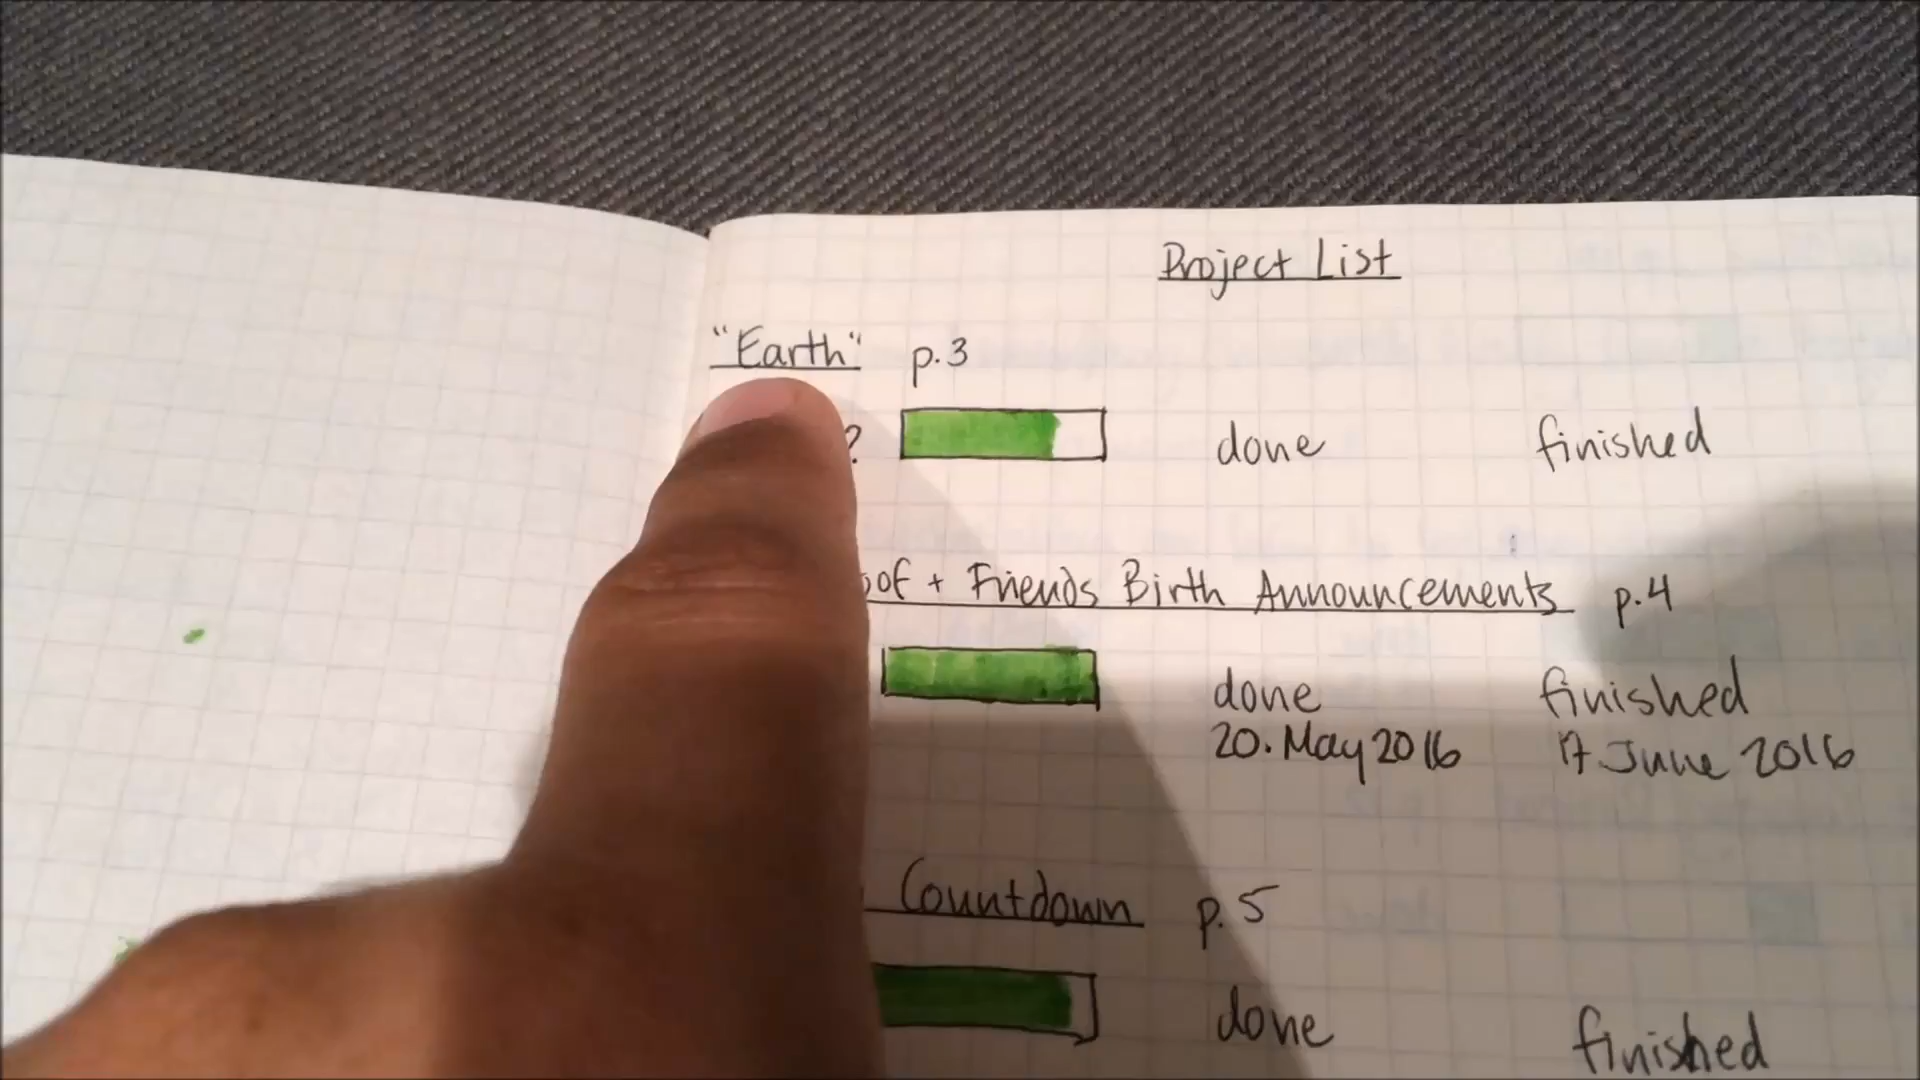 Project List
"Earth" p.3
? done finished
+ Friends Birth Announcements p.4
done finished
20. May 2016 17 June 2016
Countdown p.5
done finished